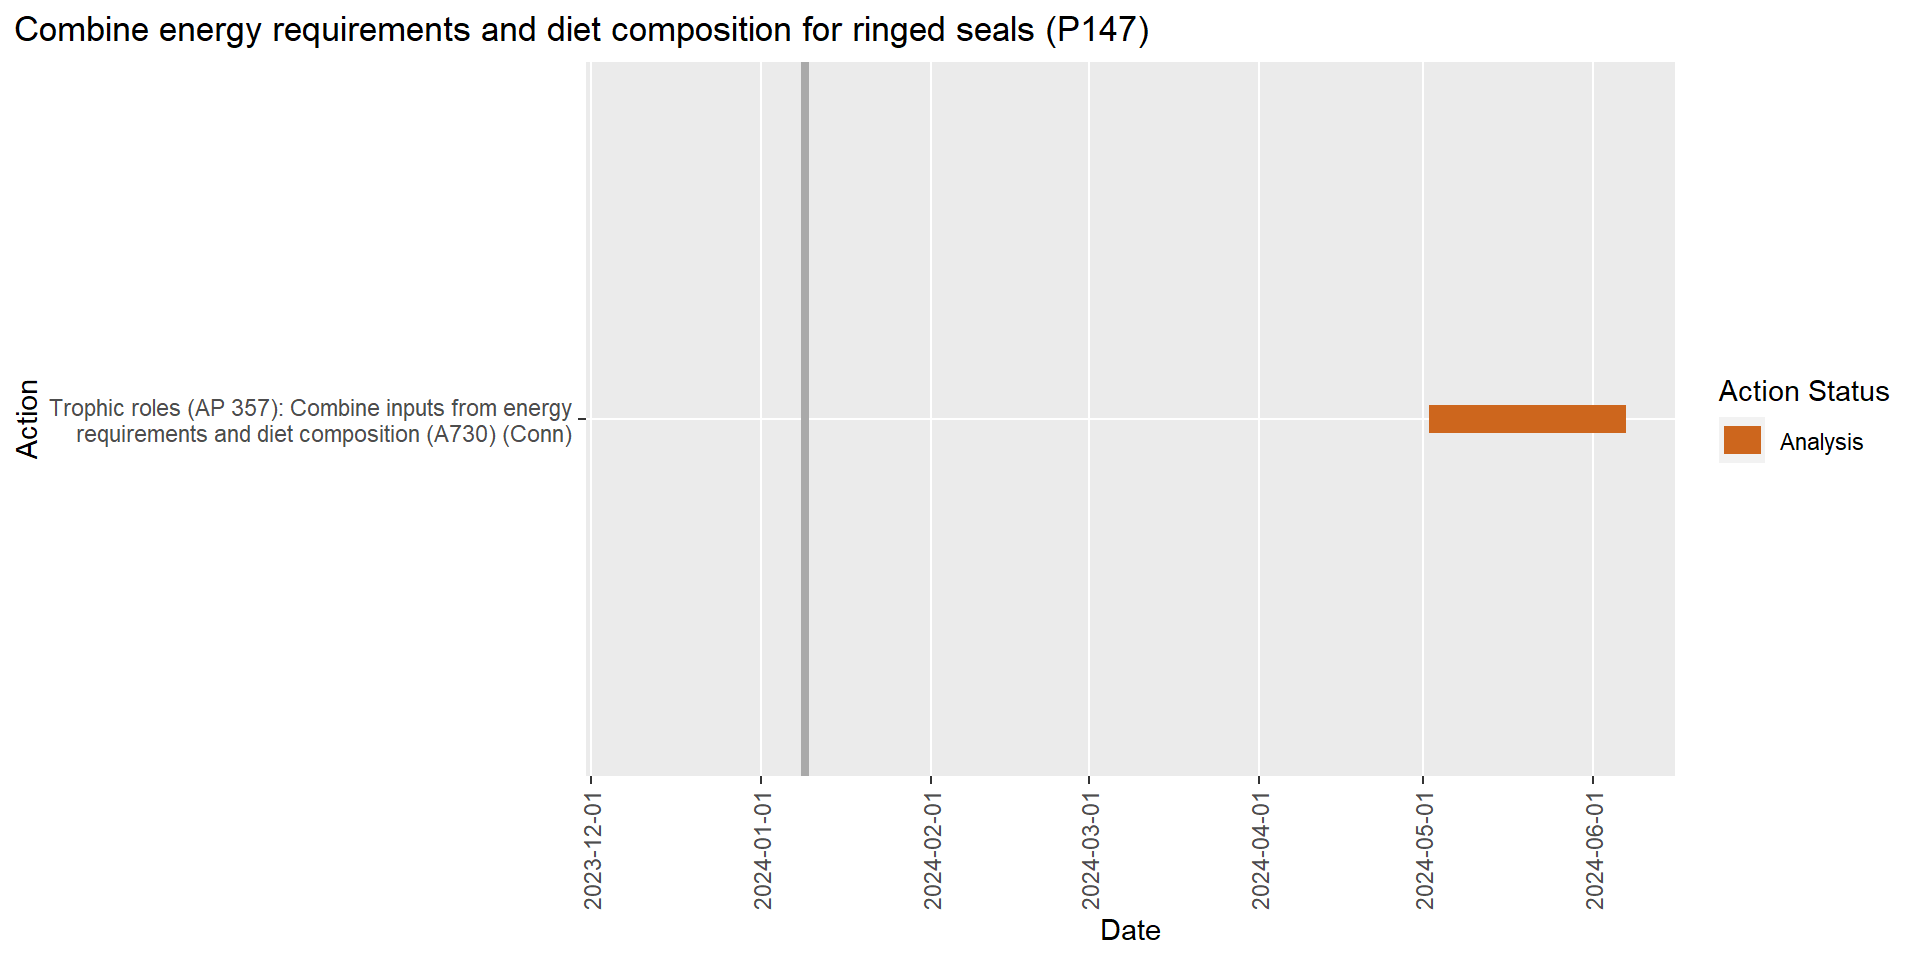 Combine energy requirements and diet composition for ringed seals (P147)
Action
Trophic roles (AP 357): Combine inputs from energy
requirements and diet composition (A730) (Conn)
2023-12-01
2024-01-01
2024-02-01
2024-03-01
2024-04-01
2024-05-01
2024-06-01
Date
Action Status
Analysis